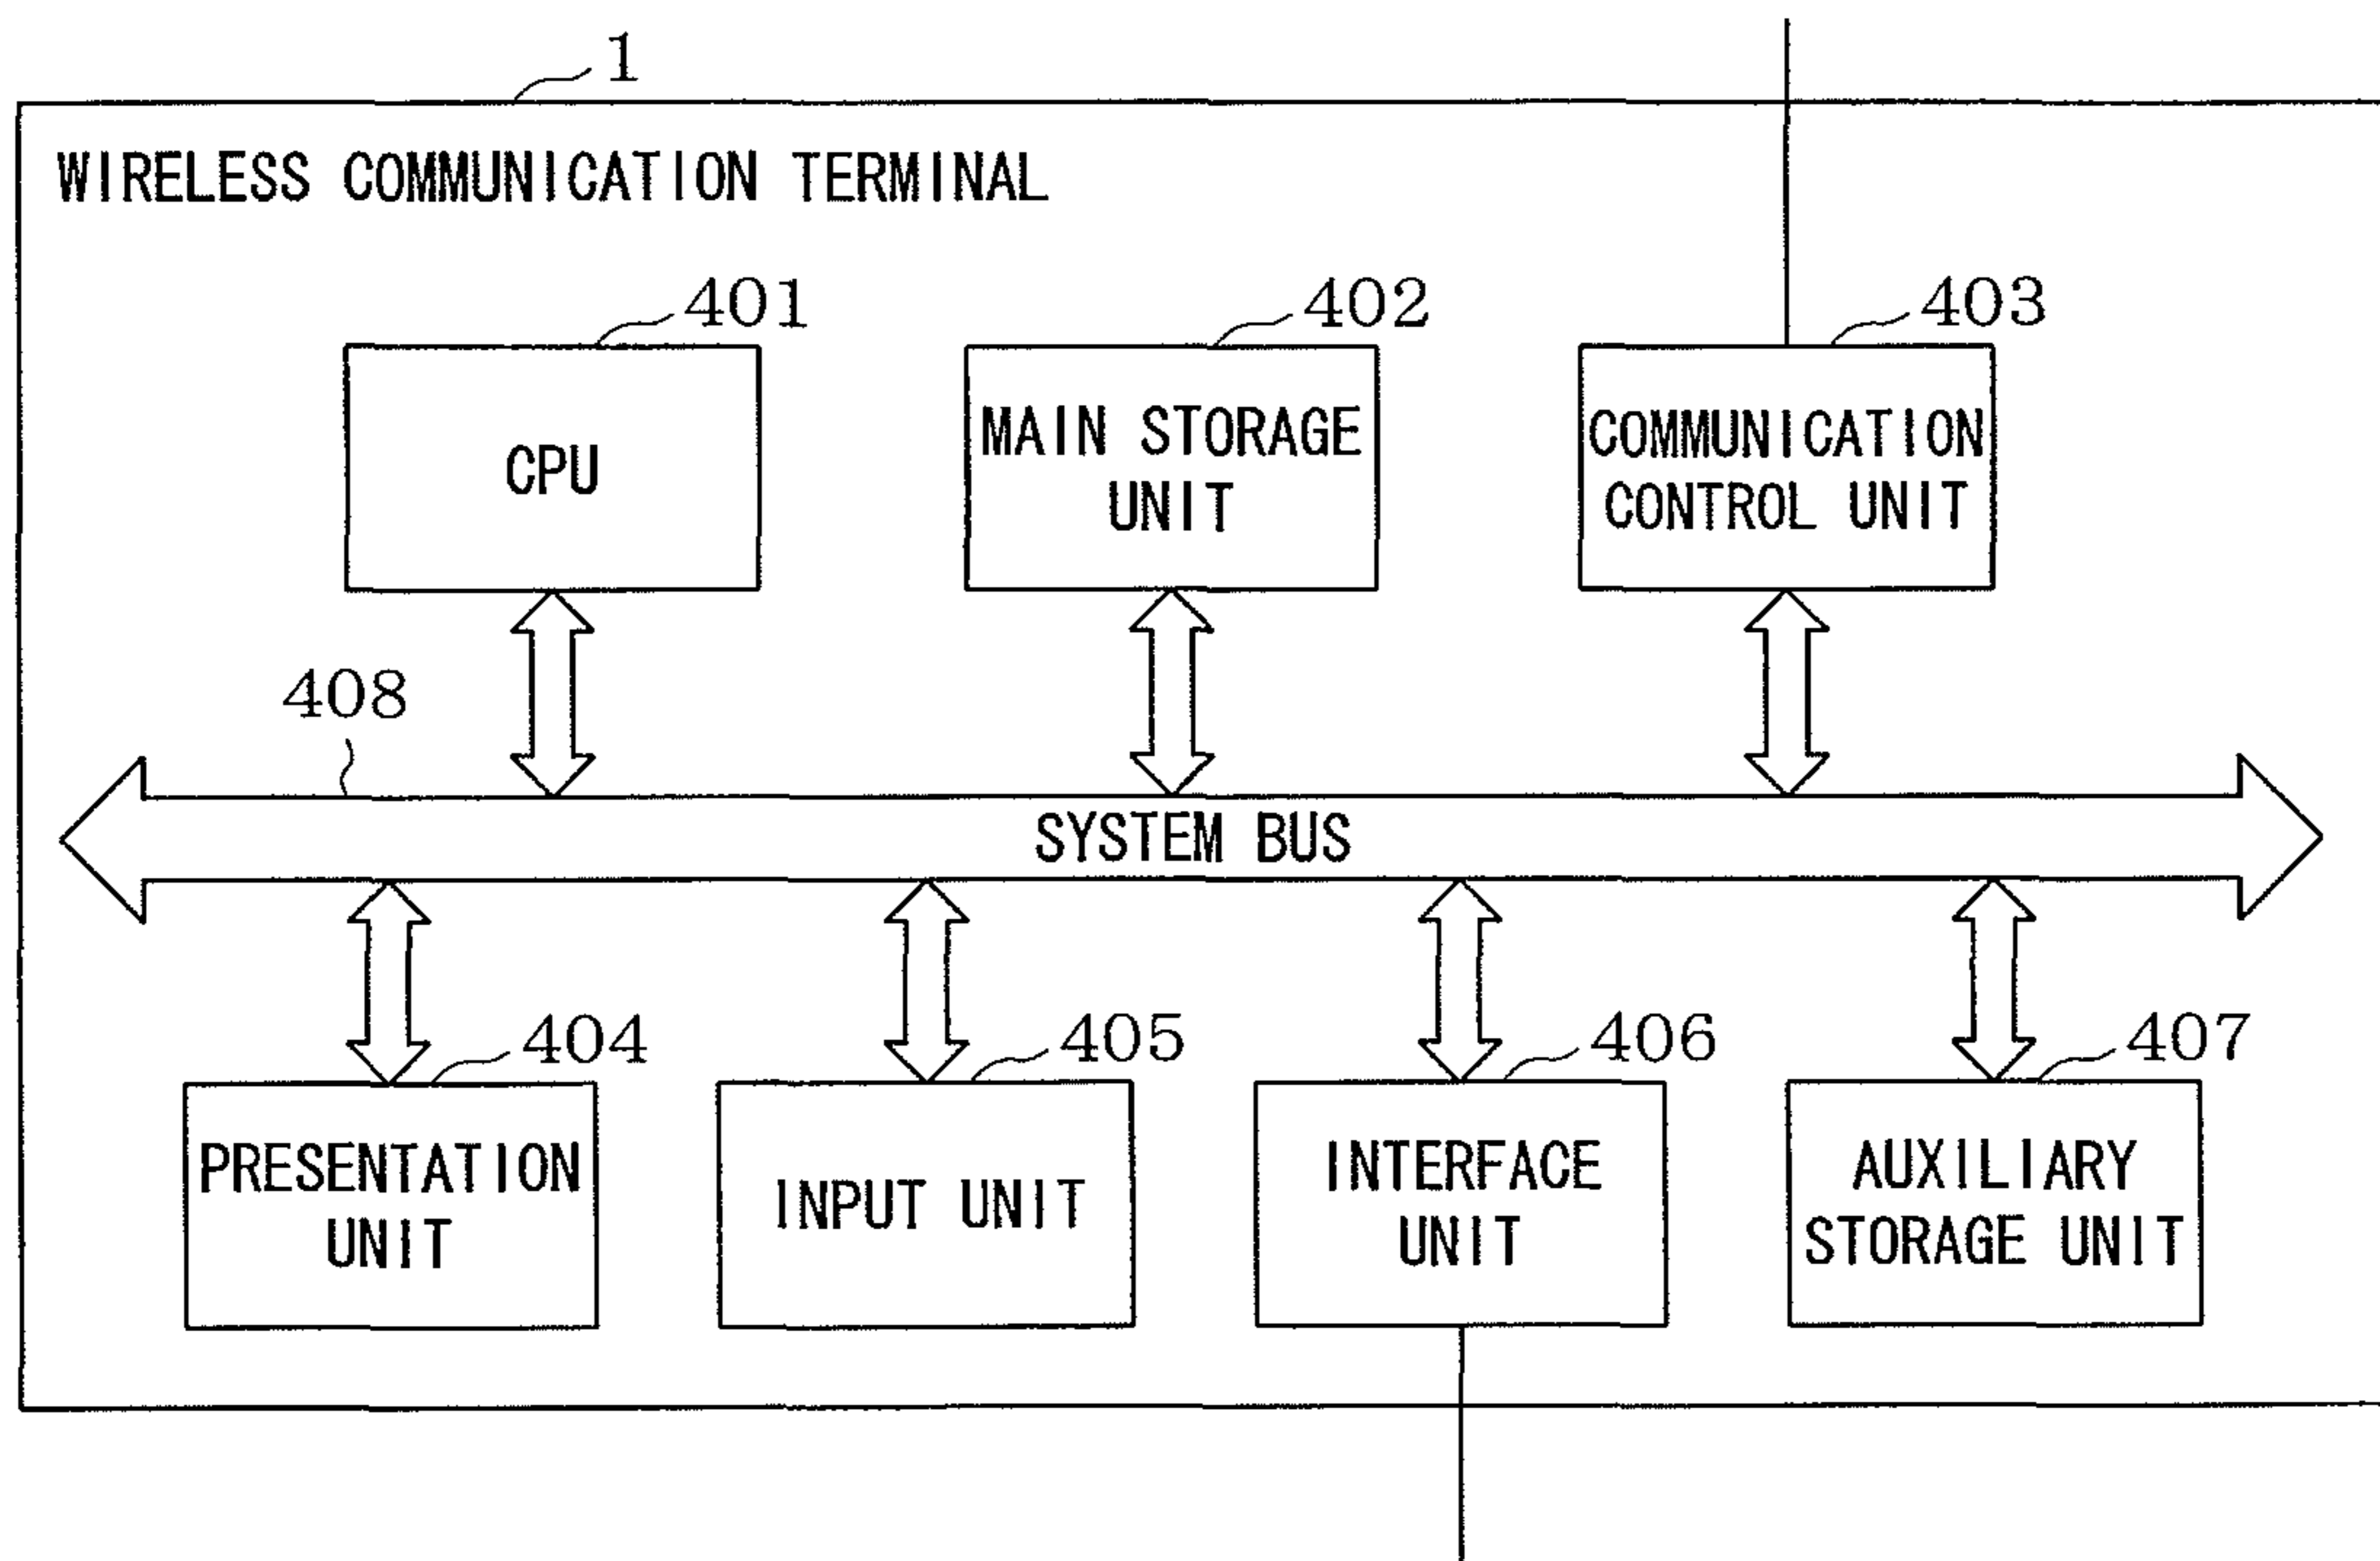 1
WIRELESS COMMUNICATION TERMINAL
401
402
403
CPU
MAIN STORAGE
UNIT
COMMUNICATION
CONTROL UNIT
408
SYSTEM BUS
404
405
406
407
PRESENTATION
UNIT
INPUT UNIT
INTERFACE
UNIT
AUXILIARY
STORAGE UNIT